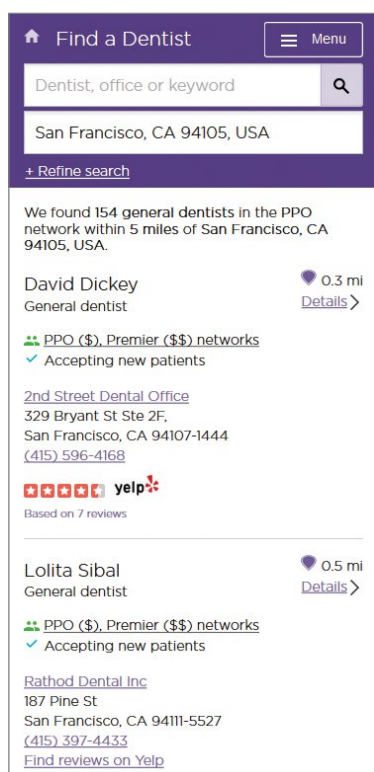 Find a Dentist
Menu
Dentist, office or keyword
San Francisco, CA 94105, USA
+ Refine search
We found 154 general dentists in the PPO
network within 5 miles of San Francisco, CA
94105, USA.
David Dickey
0.3 mi
General dentist
Details
PPO ($), Premier ($$) networks
Accepting new patients
2nd Street Dental Office
329 Bryant St Ste 2F,
San Francisco, CA 94107-1444
(415) 596-4168
yelp
Based on 7 reviews
Lolita Sibal
0.5 mi
General dentist
Details
PPO ($), Premier ($$) networks
Accepting new patients
Rathod Dental Inc
187 Pine St
San Francisco, CA 94111-5527
(415) 397-4433
Find reviews on Yelp